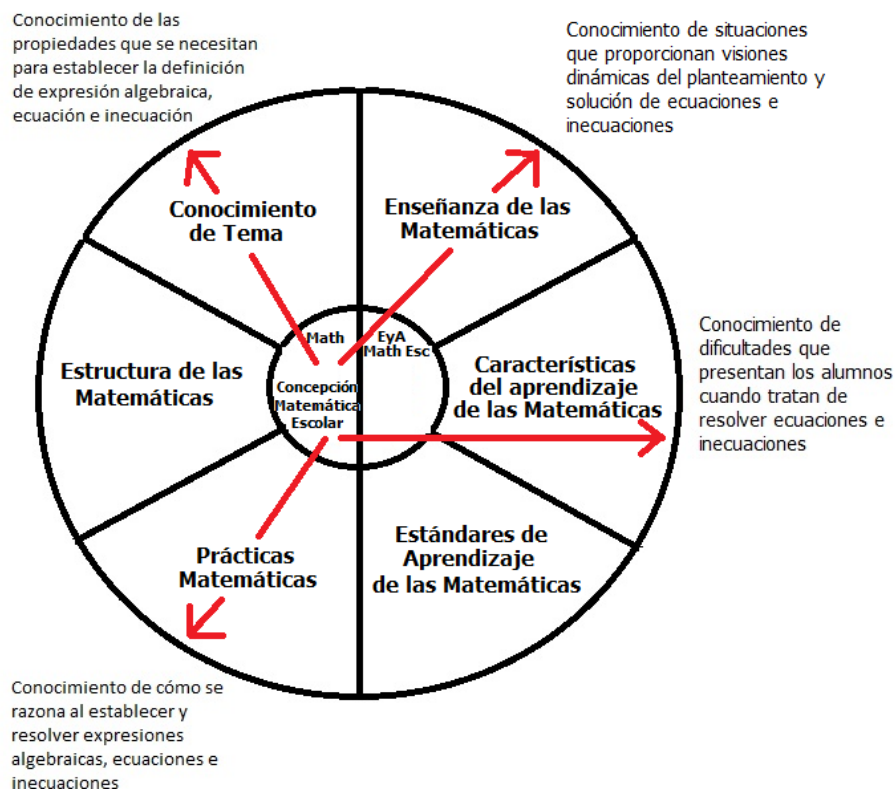 Conocimiento de las
propiedades que se necesitan
para establecer la definición
de expresión algebraica,
ecuación e inecuación
Conocimiento de situaciones
que proporcionan visiones
dinámicas del planteamiento y
solución de ecuaciones e
inecuaciones
Conocimiento
de Tema
Enseñanza de las
Matemáticas
Math
EyA
Math Esc
Concepción
Matemática
Escolar
Estructura de las
Matemáticas
Características
del aprendizaje
de las Matemáticas
Conocimiento de
dificultades que
presentan los alumnos
cuando tratan de
resolver ecuaciones e
inecuaciones
Prácticas
Matemáticas
Estándares de
Aprendizaje
de las Matemáticas
Conocimiento de cómo se
razona al establecer y
resolver expresiones
algebraicas, ecuaciones e
inecuaciones